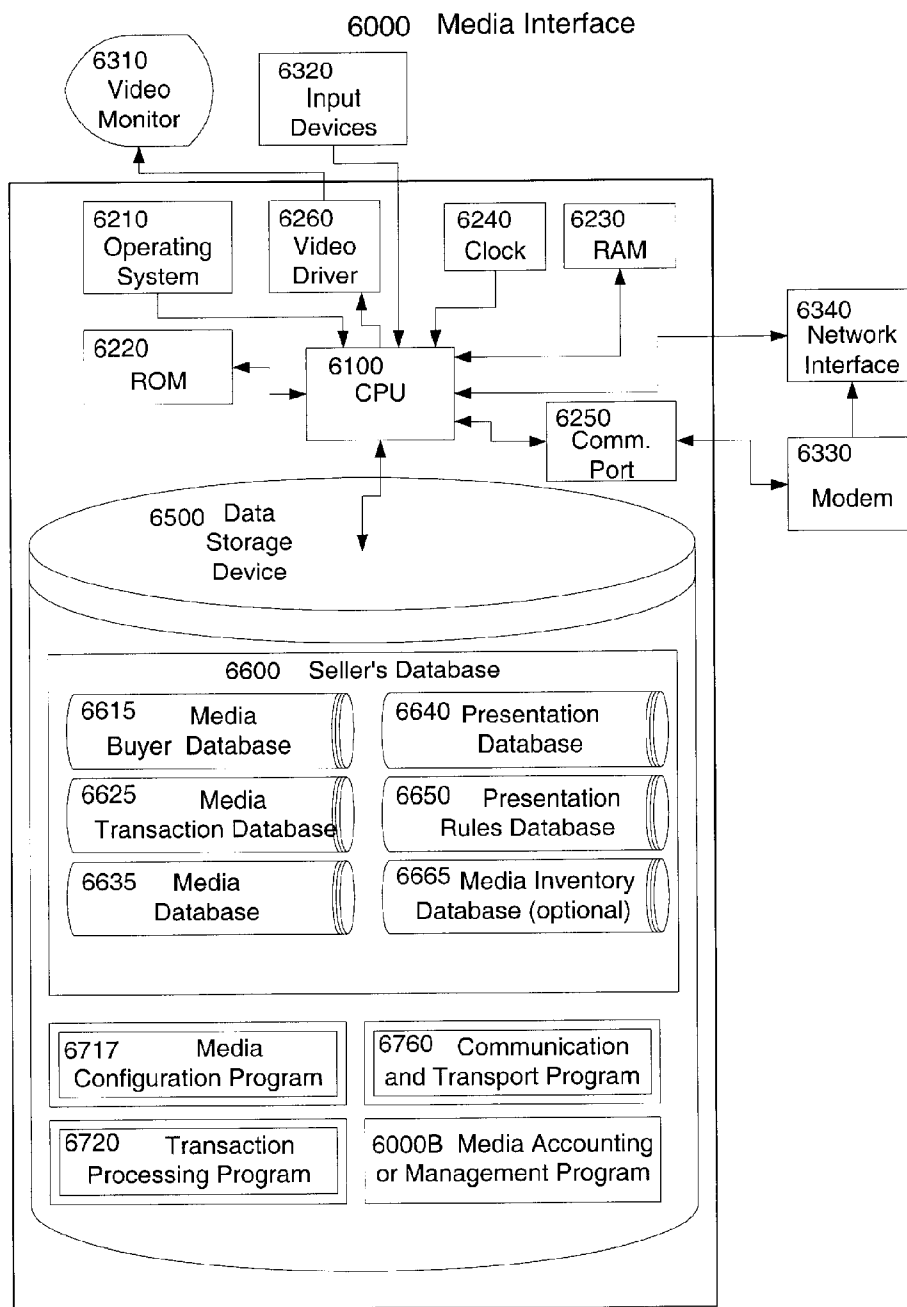 6000 Media Interface
6310
Video
Monitor
6320
Input
Devices
6210
Operating
System
6260
Video
Driver
6240
Clock
6230
RAM
6220
ROM
6100
CPU
6340
Network
Interface
6250
Comm.
Port
6330
Modem
6500 Data
Storage
Device
6600 Seller's Database
6615 Media
Buyer Database
6640 Presentation
Database
6625 Media
Transaction Database
6650 Presentation
Rules Database
6635 Media
Database
6665 Media Inventory
Database (optional)
6717 Media
Configuration Program
6760 Communication
and Transport Program
6720 Transaction
Processing Program
6000B Media Accounting
or Management Program